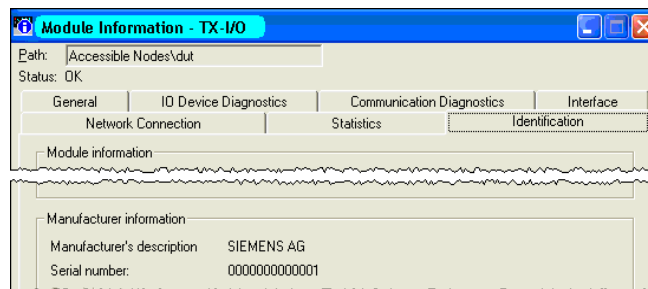 Module Information - TX-I/O
Path: Accessible Nodes\dut
Status: OK
General IO Device Diagnostics Communication Diagnostics Interface
Network Connection Statistics Identification
Module information
Manufacturer information
Manufacturer's description SIEMENS AG
Serial number: 0000000000001